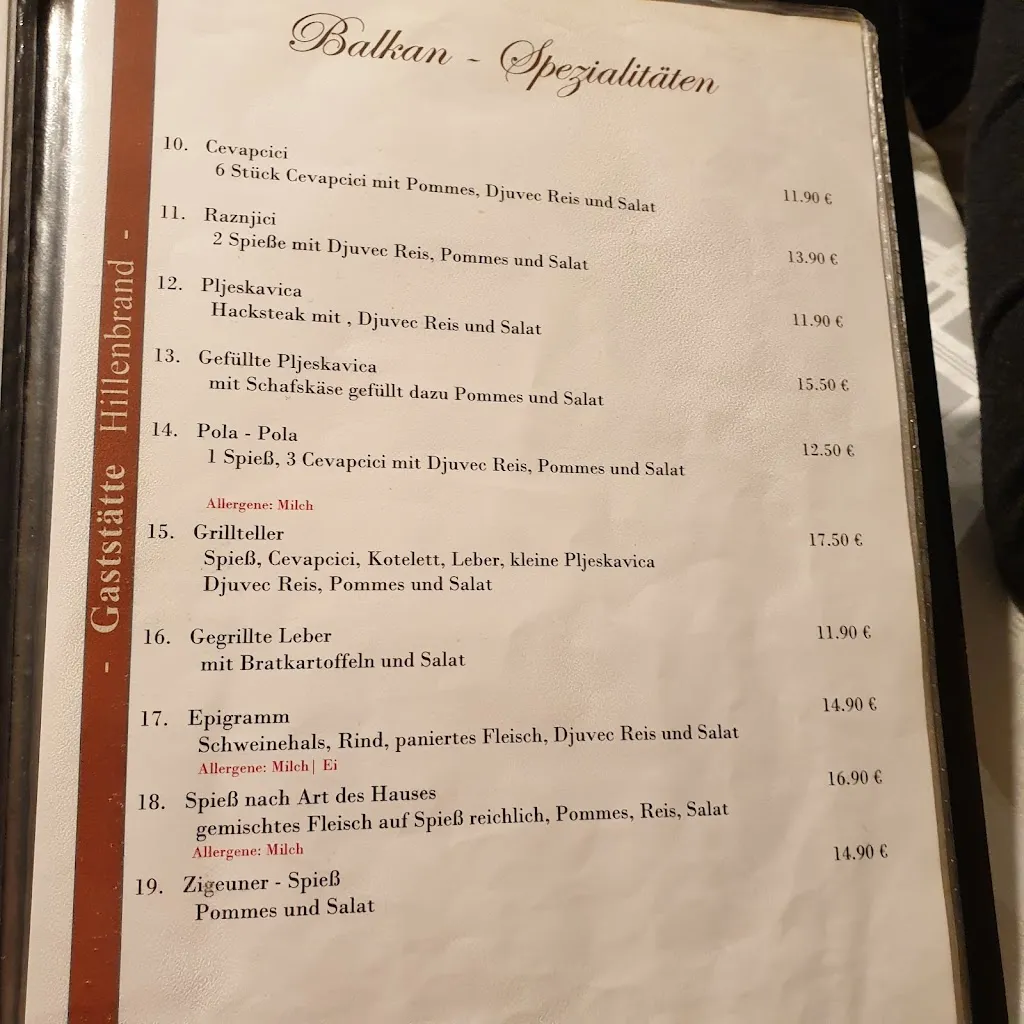 Balkan - Spezialitäten
10. Cevapcici
6 Stück Cevapcici mit Pommes, Djuvec Reis und Salat 11.90 €
11. Raznjici
2 Spieße mit Djuvec Reis, Pommes und Salat 13.90 €
12. Pljeskavica
Hacksteak mit , Djuvec Reis und Salat 11.90 €
13. Gefüllte Pljeskavica
mit Schafskäse gefüllt dazu Pommes und Salat 15.50 €
14. Pola - Pola
1 Spieß, 3 Cevapcici mit Djuvec Reis, Pommes und Salat 12.50 €
Allergene: Milch
15. Grillteller 17.50 €
Spieß, Cevapcici, Kotelett, Leber, kleine Pljeskavica
Djuvec Reis, Pommes und Salat
16. Gegrillte Leber 11.90 €
mit Bratkartoffeln und Salat
17. Epigramm 14.90 €
Schweinehals, Rind, paniertes Fleisch, Djuvec Reis und Salat
Allergene: Milch| Ei
18. Spieß nach Art des Hauses 16.90 €
gemischtes Fleisch auf Spieß reichlich, Pommes, Reis, Salat
Allergene: Milch
19. Zigeuner - Spieß 14.90 €
Pommes und Salat
- Gaststätte Hillenbrand -